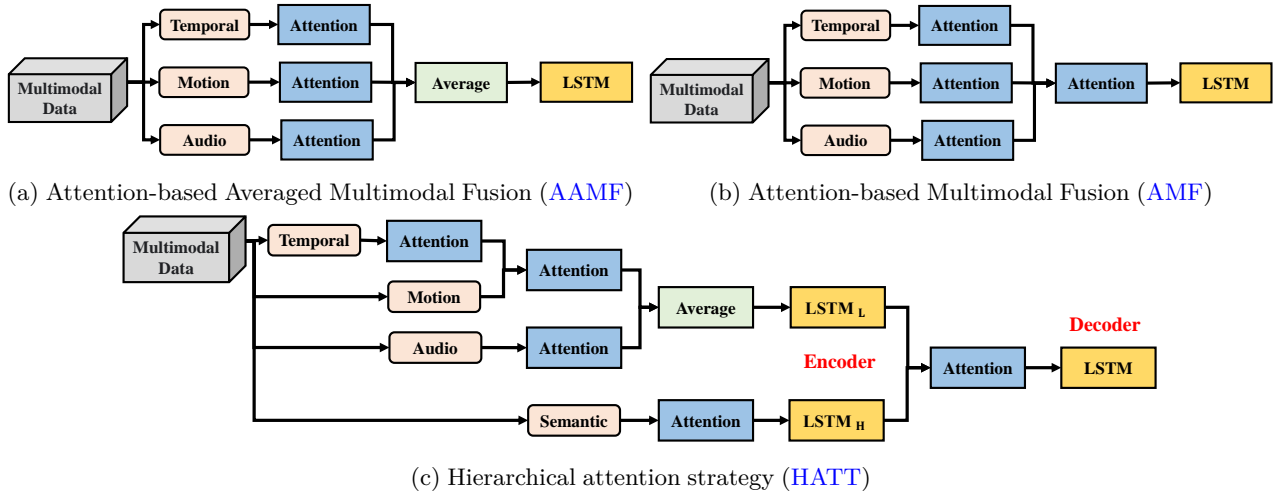 Temporal
Attention
Multimodal
Data
Motion
Attention
Average
LSTM
Audio
Attention
(a) Attention-based Averaged Multimodal Fusion (AAMF)
Temporal
Attention
Multimodal
Data
Motion
Attention
Attention
LSTM
Audio
Attention
(b) Attention-based Multimodal Fusion (AMF)
Multimodal
Data
Temporal
Attention
Attention
Motion
Average
LSTM L
Audio
Attention
Encoder
Decoder
Attention
LSTM
Semantic
Attention
LSTM H
(c) Hierarchical attention strategy (HATT)